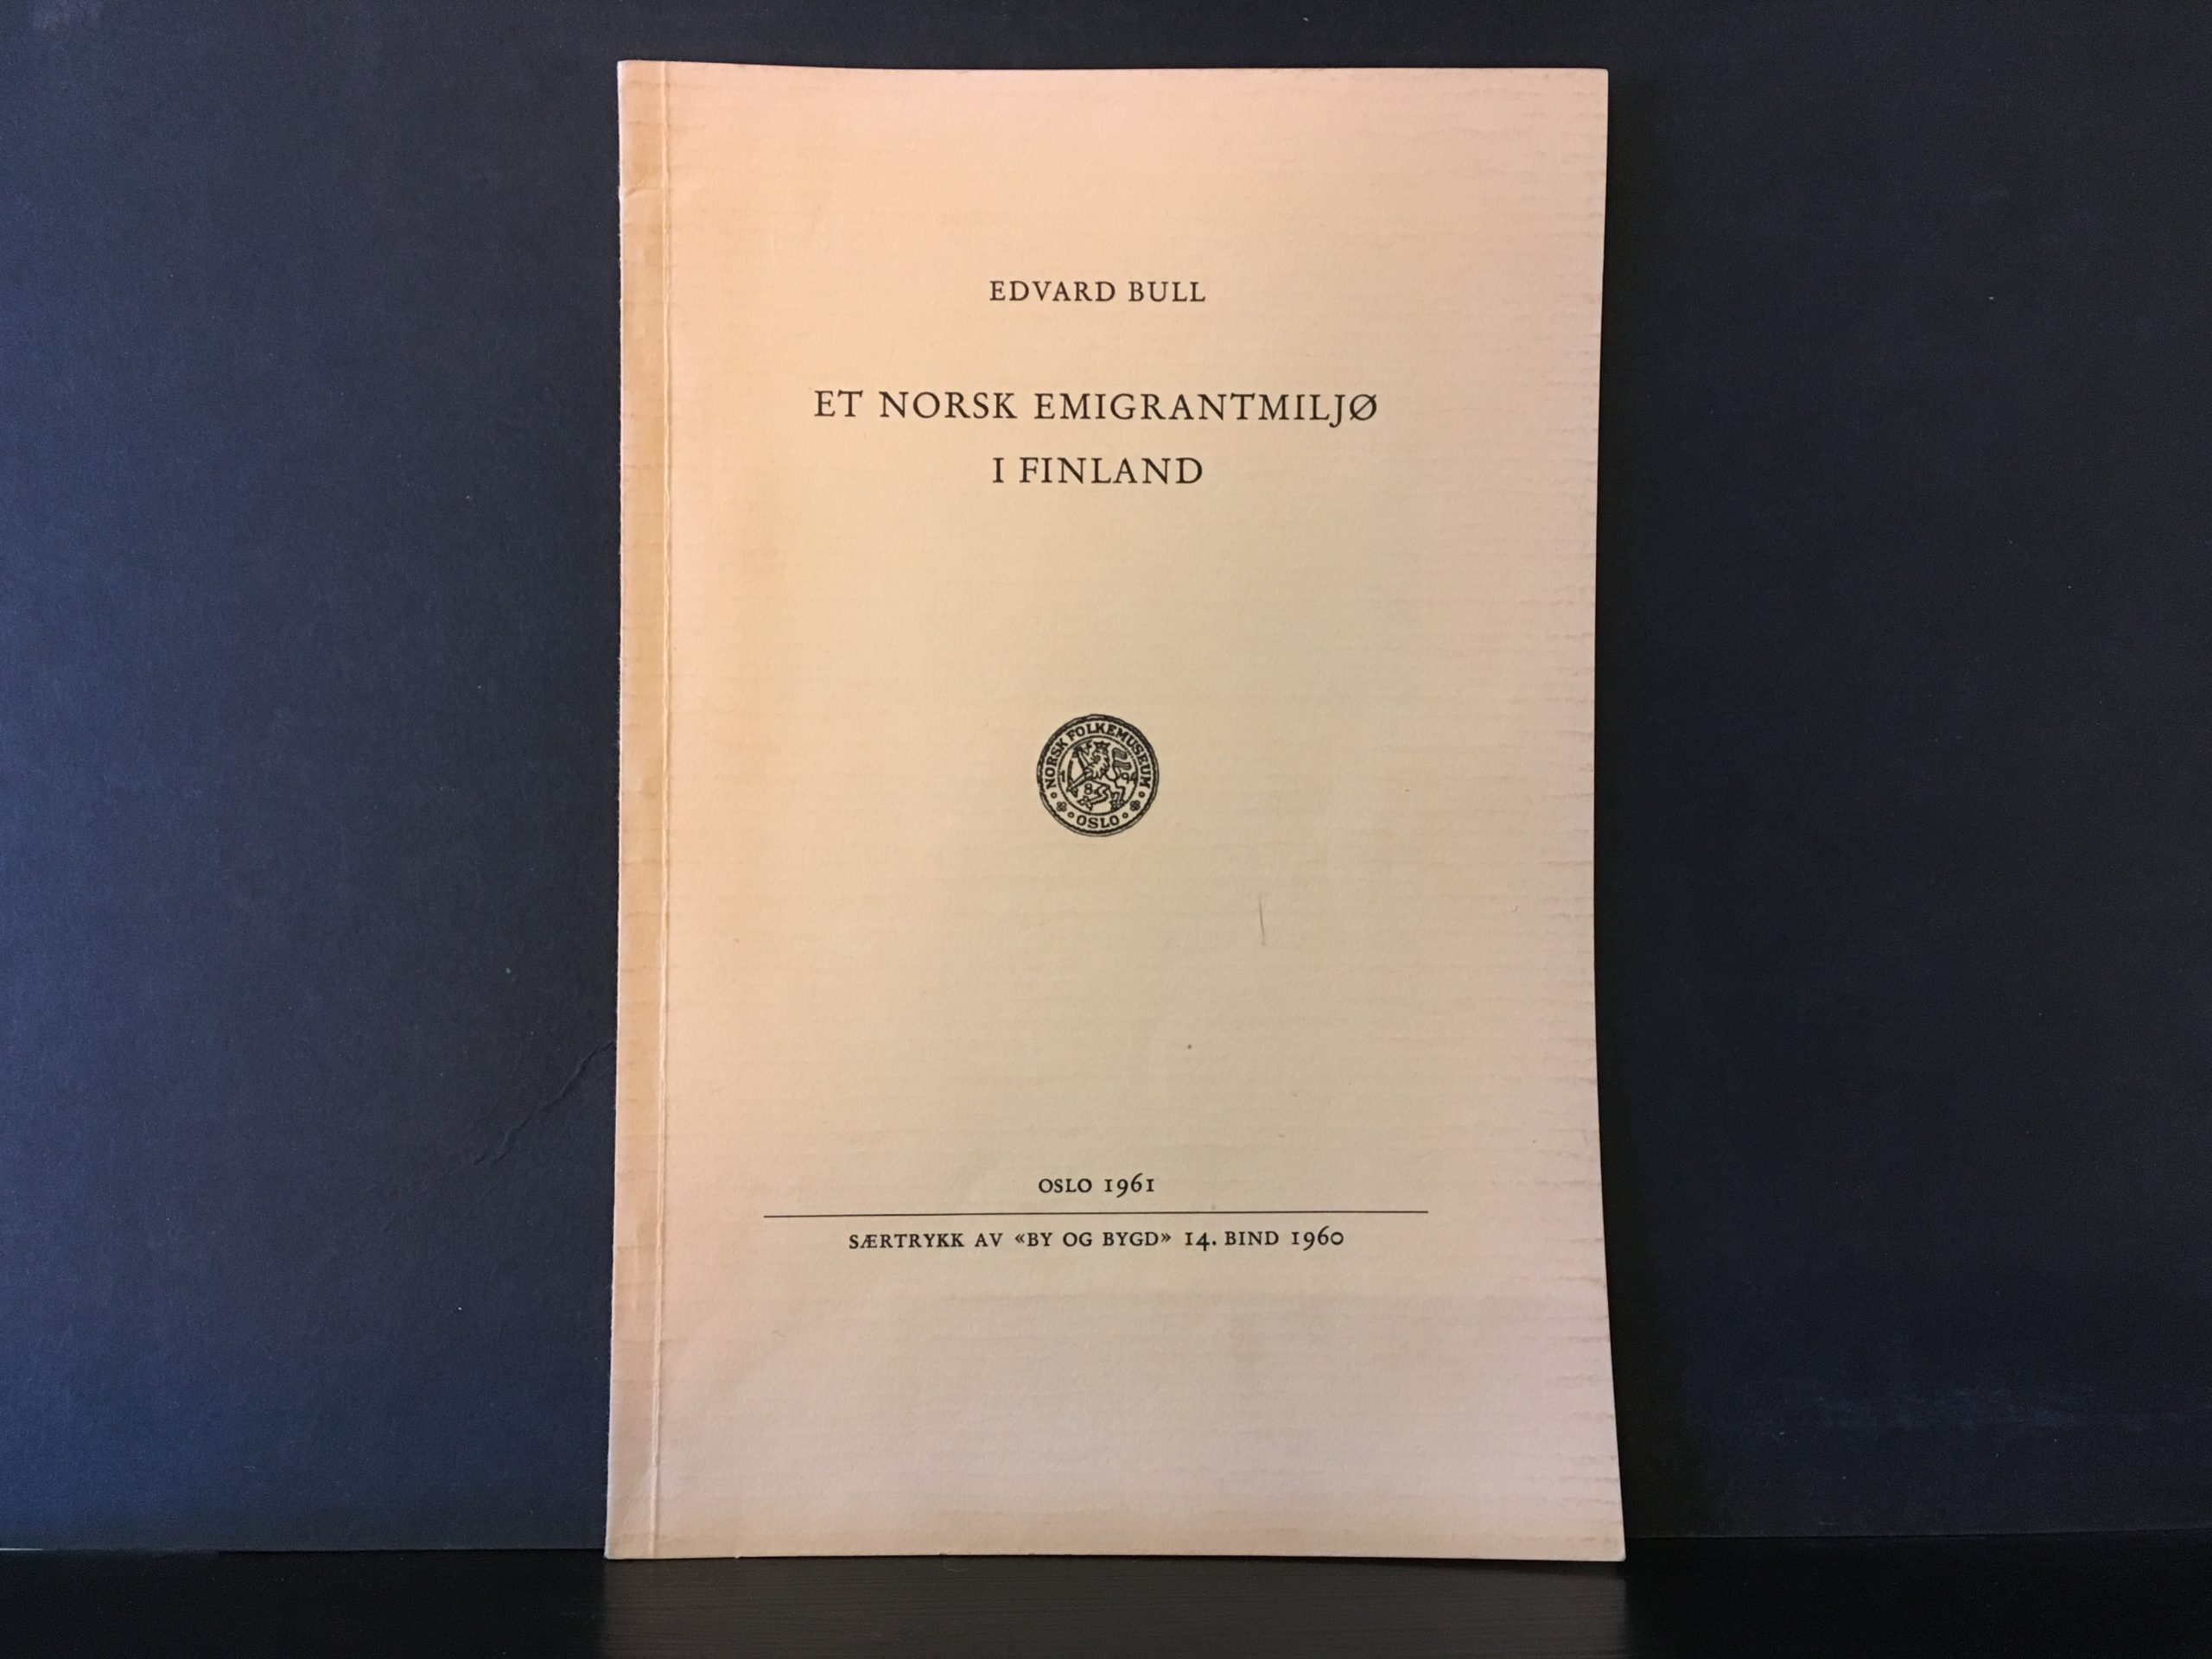 EDVARD BULL
ET NORSK EMIGRANTMILJØ
I FINLAND
NORSK FOLKEMUSEUM
OSLO
OSLO 1961
SÆRTRYKK AV «BY OG BYGD» 14. BIND 1960